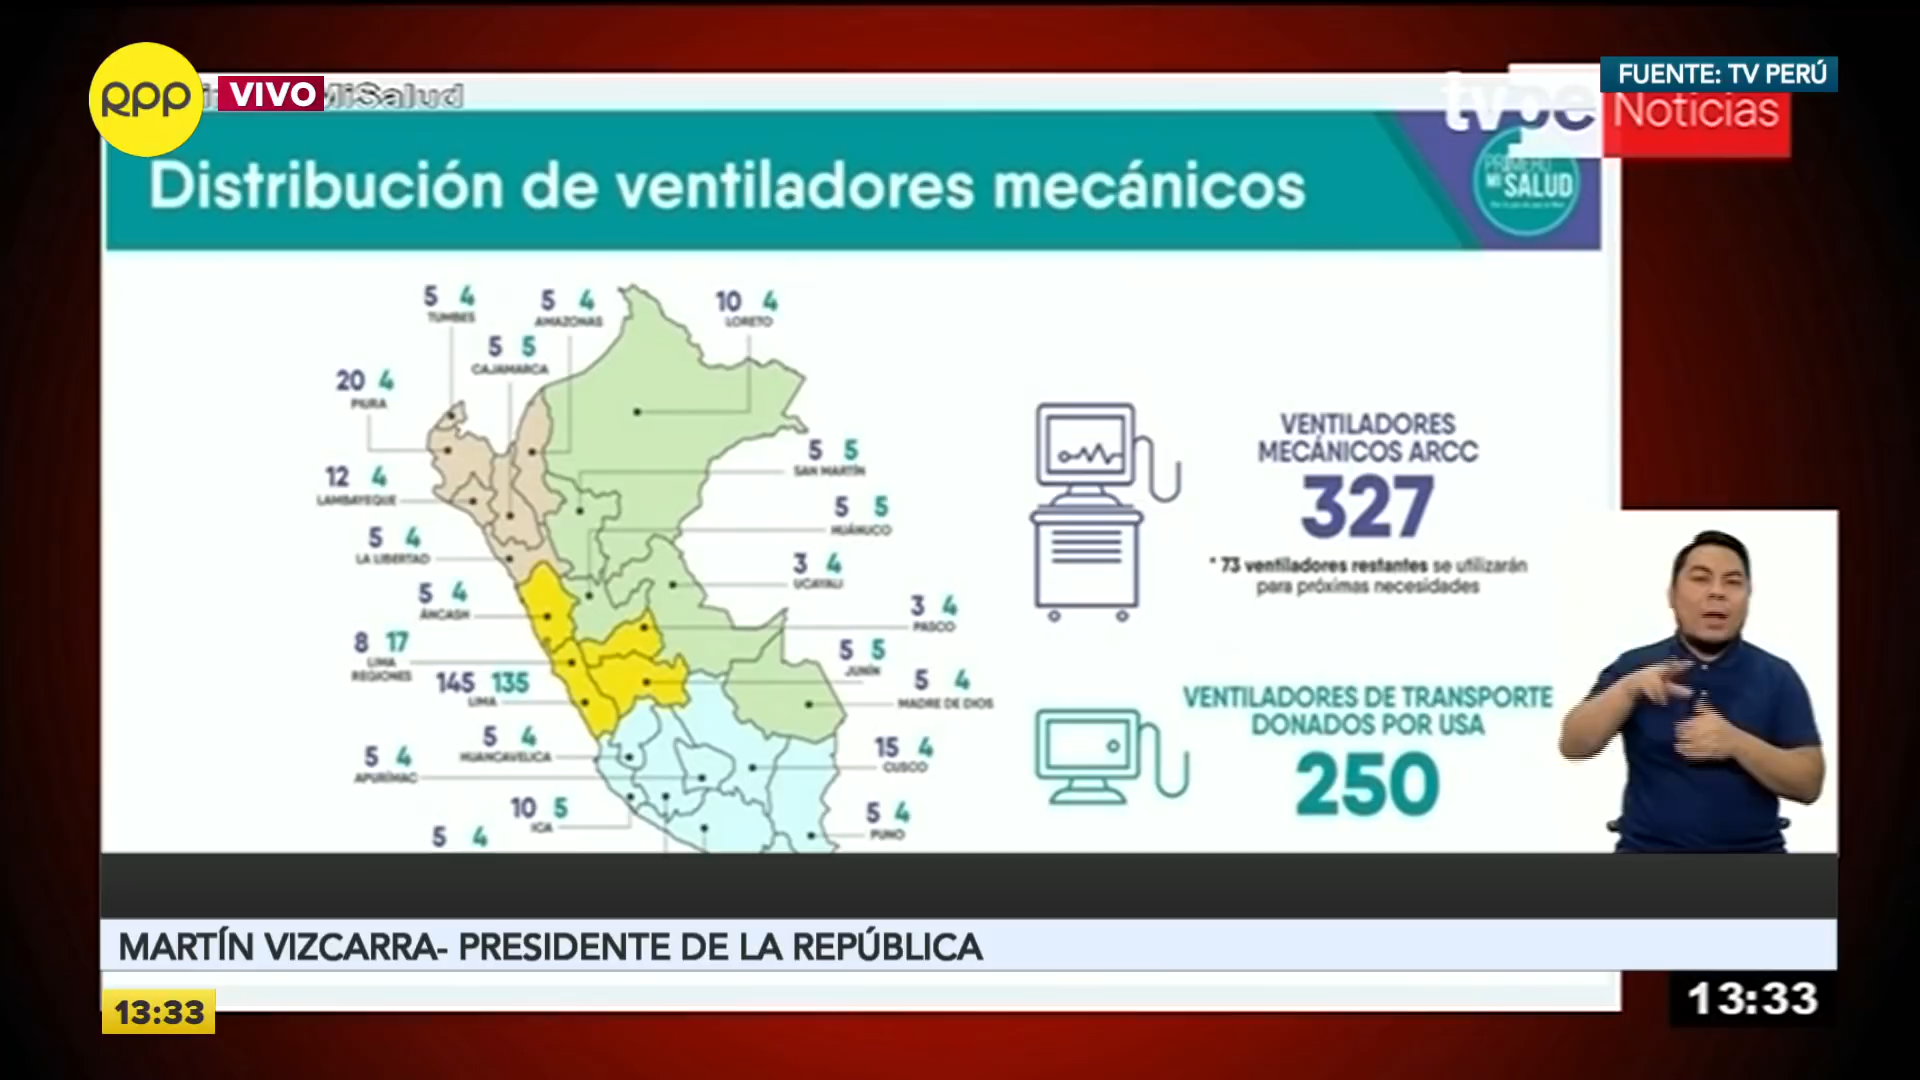 rpp
VIVO
MiSalud
FUENTE: TV PERÚ
tvpe
Noticias
Distribución de ventiladores mecánicos
PRIMERO
MI SALUD
5 4
TUMBES
5 4
AMAZONAS
10 4
LORETO
5 5
CAJAMARCA
20 4
PIURA
12 4
LAMBAYEQUE
5 5
SAN MARTÍN
5 5
HUÁNUCO
5 4
LA LIBERTAD
3 4
UCAYALI
5 4
ÁNCASH
3 4
PASCO
8 17
LIMA
REGIONES
5 5
JUNÍN
145 135
LIMA
5 4
MADRE DE DIOS
5 4
HUANCAVELICA
15 4
CUSCO
5 4
APURÍMAC
10 5
ICA
5 4
PUNO
5 4
VENTILADORES
MECÁNICOS ARCC
327
* 73 ventiladores restantes se utilizarán
para próximas necesidades
VENTILADORES DE TRANSPORTE
DONADOS POR USA
250
MARTÍN VIZCARRA- PRESIDENTE DE LA REPÚBLICA
13:33
13:33